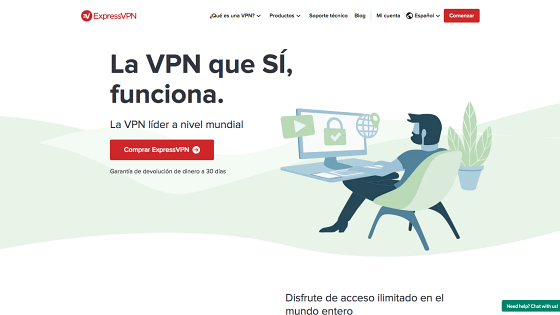 ExpressVPN
¿Qué es una VPN?
Productos
Soporte técnico
Blog
Mi cuenta
Español
Comenzar
La VPN que SÍ,
funciona.
La VPN líder a nivel mundial
Comprar ExpressVPN
Garantía de devolución de dinero a 30 días
Disfrute de acceso ilimitado en el
mundo entero
Need help? Chat with us!